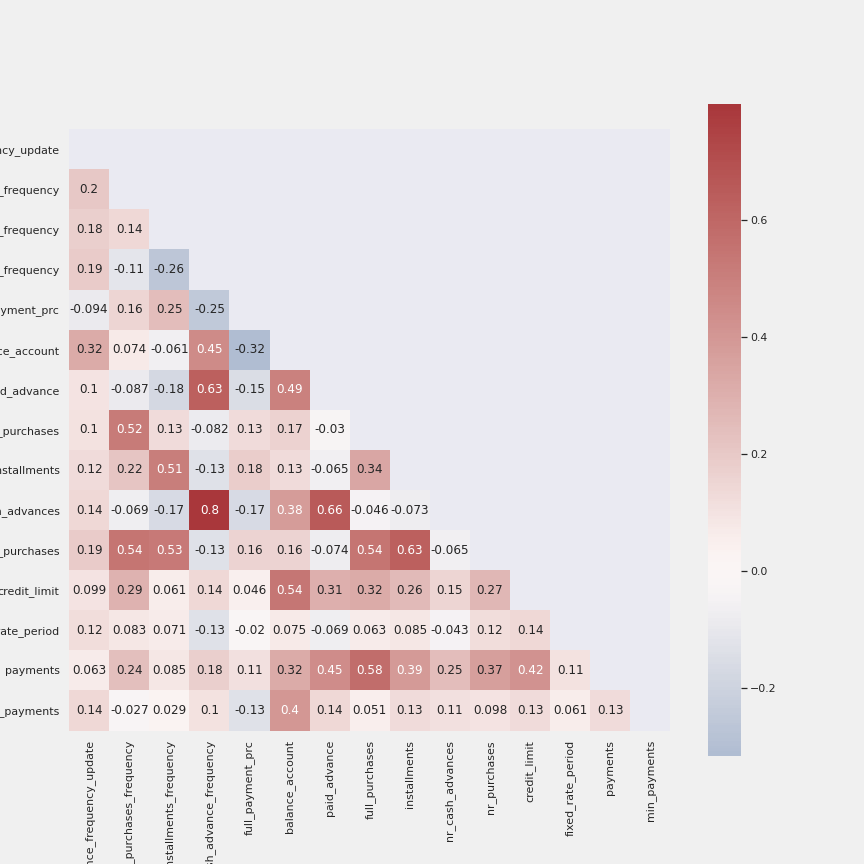 ncy_update
_frequency 0.2
_frequency 0.18 0.14
_frequency 0.19 -0.11 -0.26
yment_prc -0.094 0.16 0.25 -0.25
ce_account 0.32 0.074 -0.061 0.45 -0.32
d_advance 0.1 -0.087 -0.18 0.63 -0.15 0.49
_purchases 0.1 0.52 0.13 -0.082 0.13 0.17 -0.03
nstallments 0.12 0.22 0.51 -0.13 0.18 0.13 -0.065 0.34
h_advances 0.14 -0.069 -0.17 0.8 -0.17 0.38 0.66 -0.046 -0.073
_purchases 0.19 0.54 0.53 -0.13 0.16 0.16 -0.074 0.54 0.63 -0.065
credit_limit 0.099 0.29 0.061 0.14 0.046 0.54 0.31 0.32 0.26 0.15 0.27
rate_period 0.12 0.083 0.071 -0.13 -0.02 0.075 -0.069 0.063 0.085 -0.043 0.12 0.14
payments 0.063 0.24 0.085 0.18 0.11 0.32 0.45 0.58 0.39 0.25 0.37 0.42 0.11
_payments 0.14 -0.027 0.029 0.1 -0.13 0.4 0.14 0.051 0.13 0.11 0.098 0.13 0.061 0.13
nce_frequency_update
_purchases_frequency
nstallments_frequency
sh_advance_frequency
full_payment_prc
balance_account
paid_advance
full_purchases
installments
nr_cash_advances
nr_purchases
credit_limit
fixed_rate_period
payments
min_payments
0.6
0.4
0.2
0.0
−0.2